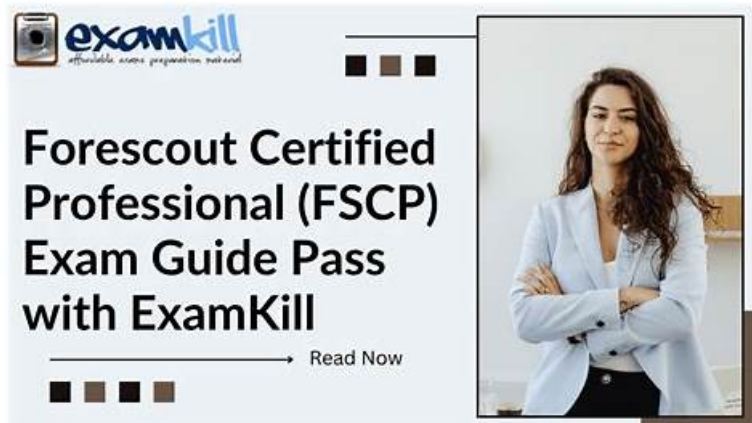 examkill
affordable exams preparation material
Forescout Certified
Professional (FSCP)
Exam Guide Pass
with ExamKill
Read Now